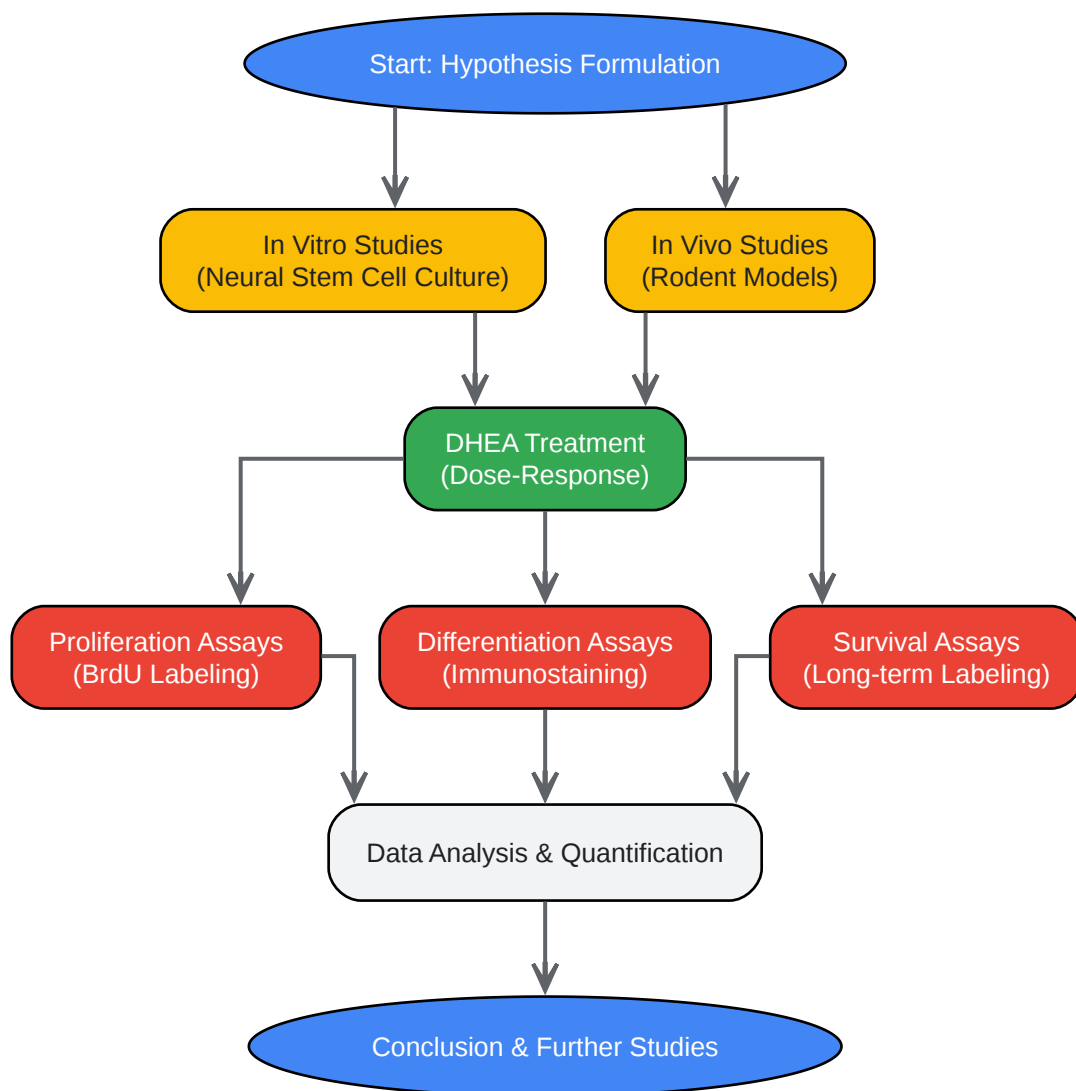 Start: Hypothesis Formulation
In Vitro Studies
(Neural Stem Cell Culture)
In Vivo Studies
(Rodent Models)
DHEA Treatment
(Dose-Response)
Proliferation Assays
(BrdU Labeling)
Differentiation Assays
(Immunostaining)
Survival Assays
(Long-term Labeling)
Data Analysis & Quantification
Conclusion & Further Studies